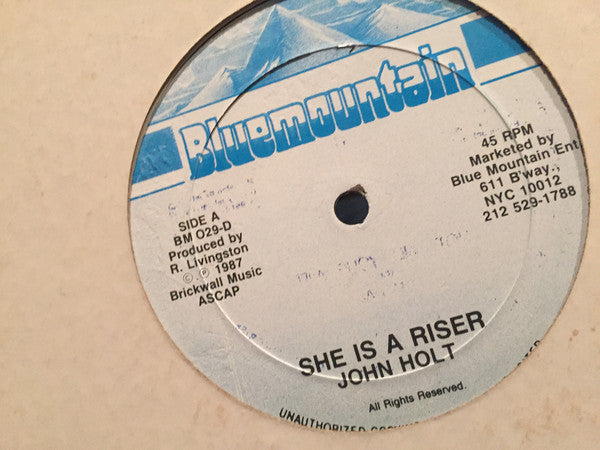 Bluemountain
SIDE A
BM 029-D
Produced by
R. Livingston
© ℗ 1987
Brickwall Music
ASCAP
45 RPM
Marketed by
Blue Mountain Ent
611 B'way
NYC 10012
212 529-1788
SHE IS A RISER
JOHN HOLT
All Rights Reserved.
UNAUTHORIZED